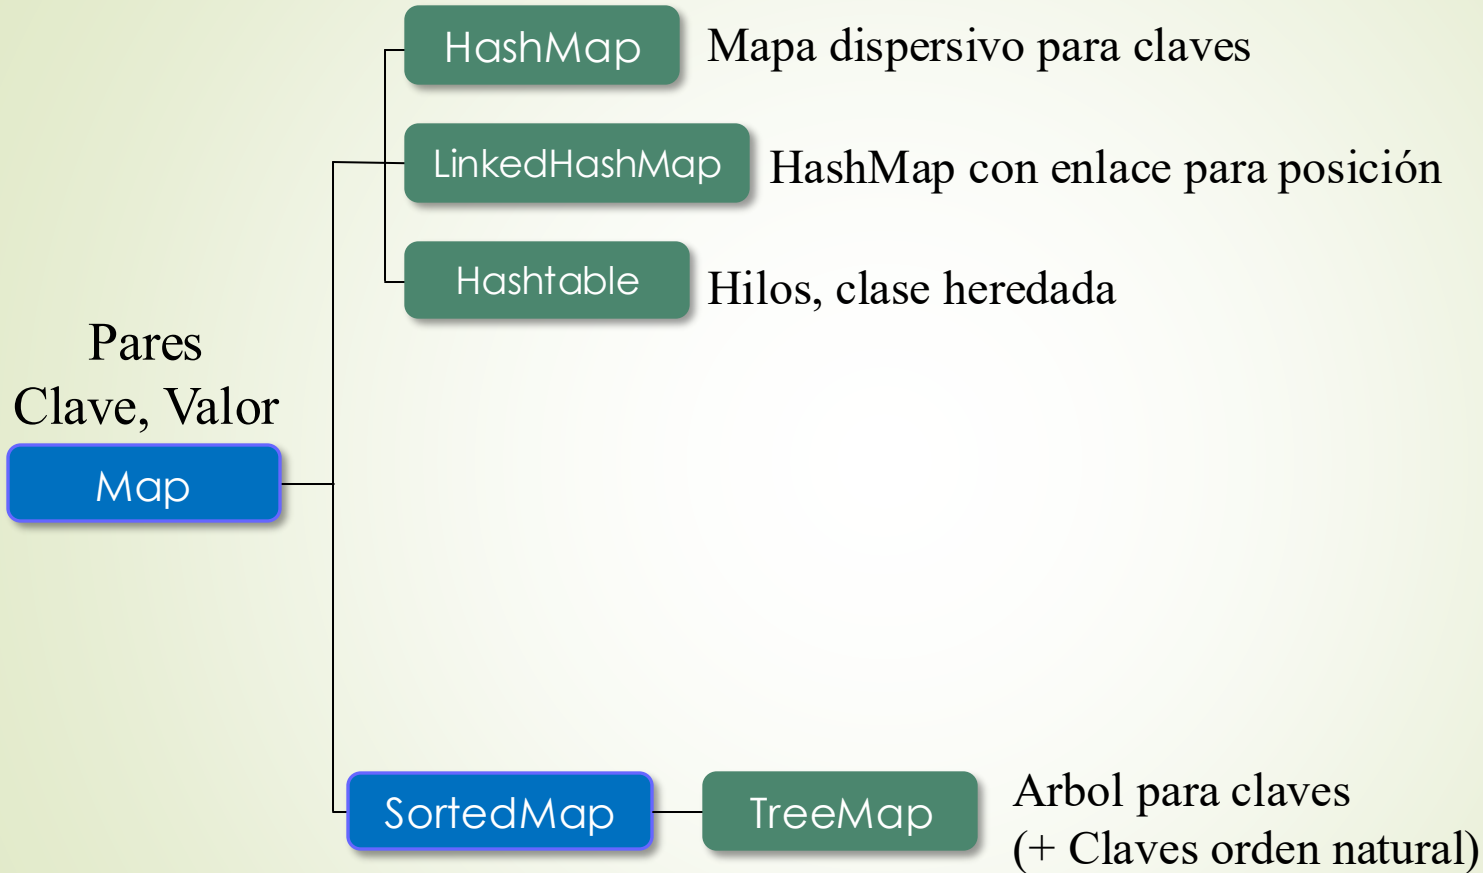 HashMap
Mapa dispersivo para claves
LinkedHashMap
HashMap con enlace para posición
Hashtable
Hilos, clase heredada
Pares
Clave, Valor
Map
SortedMap
TreeMap
Arbol para claves
(+ Claves orden natural)